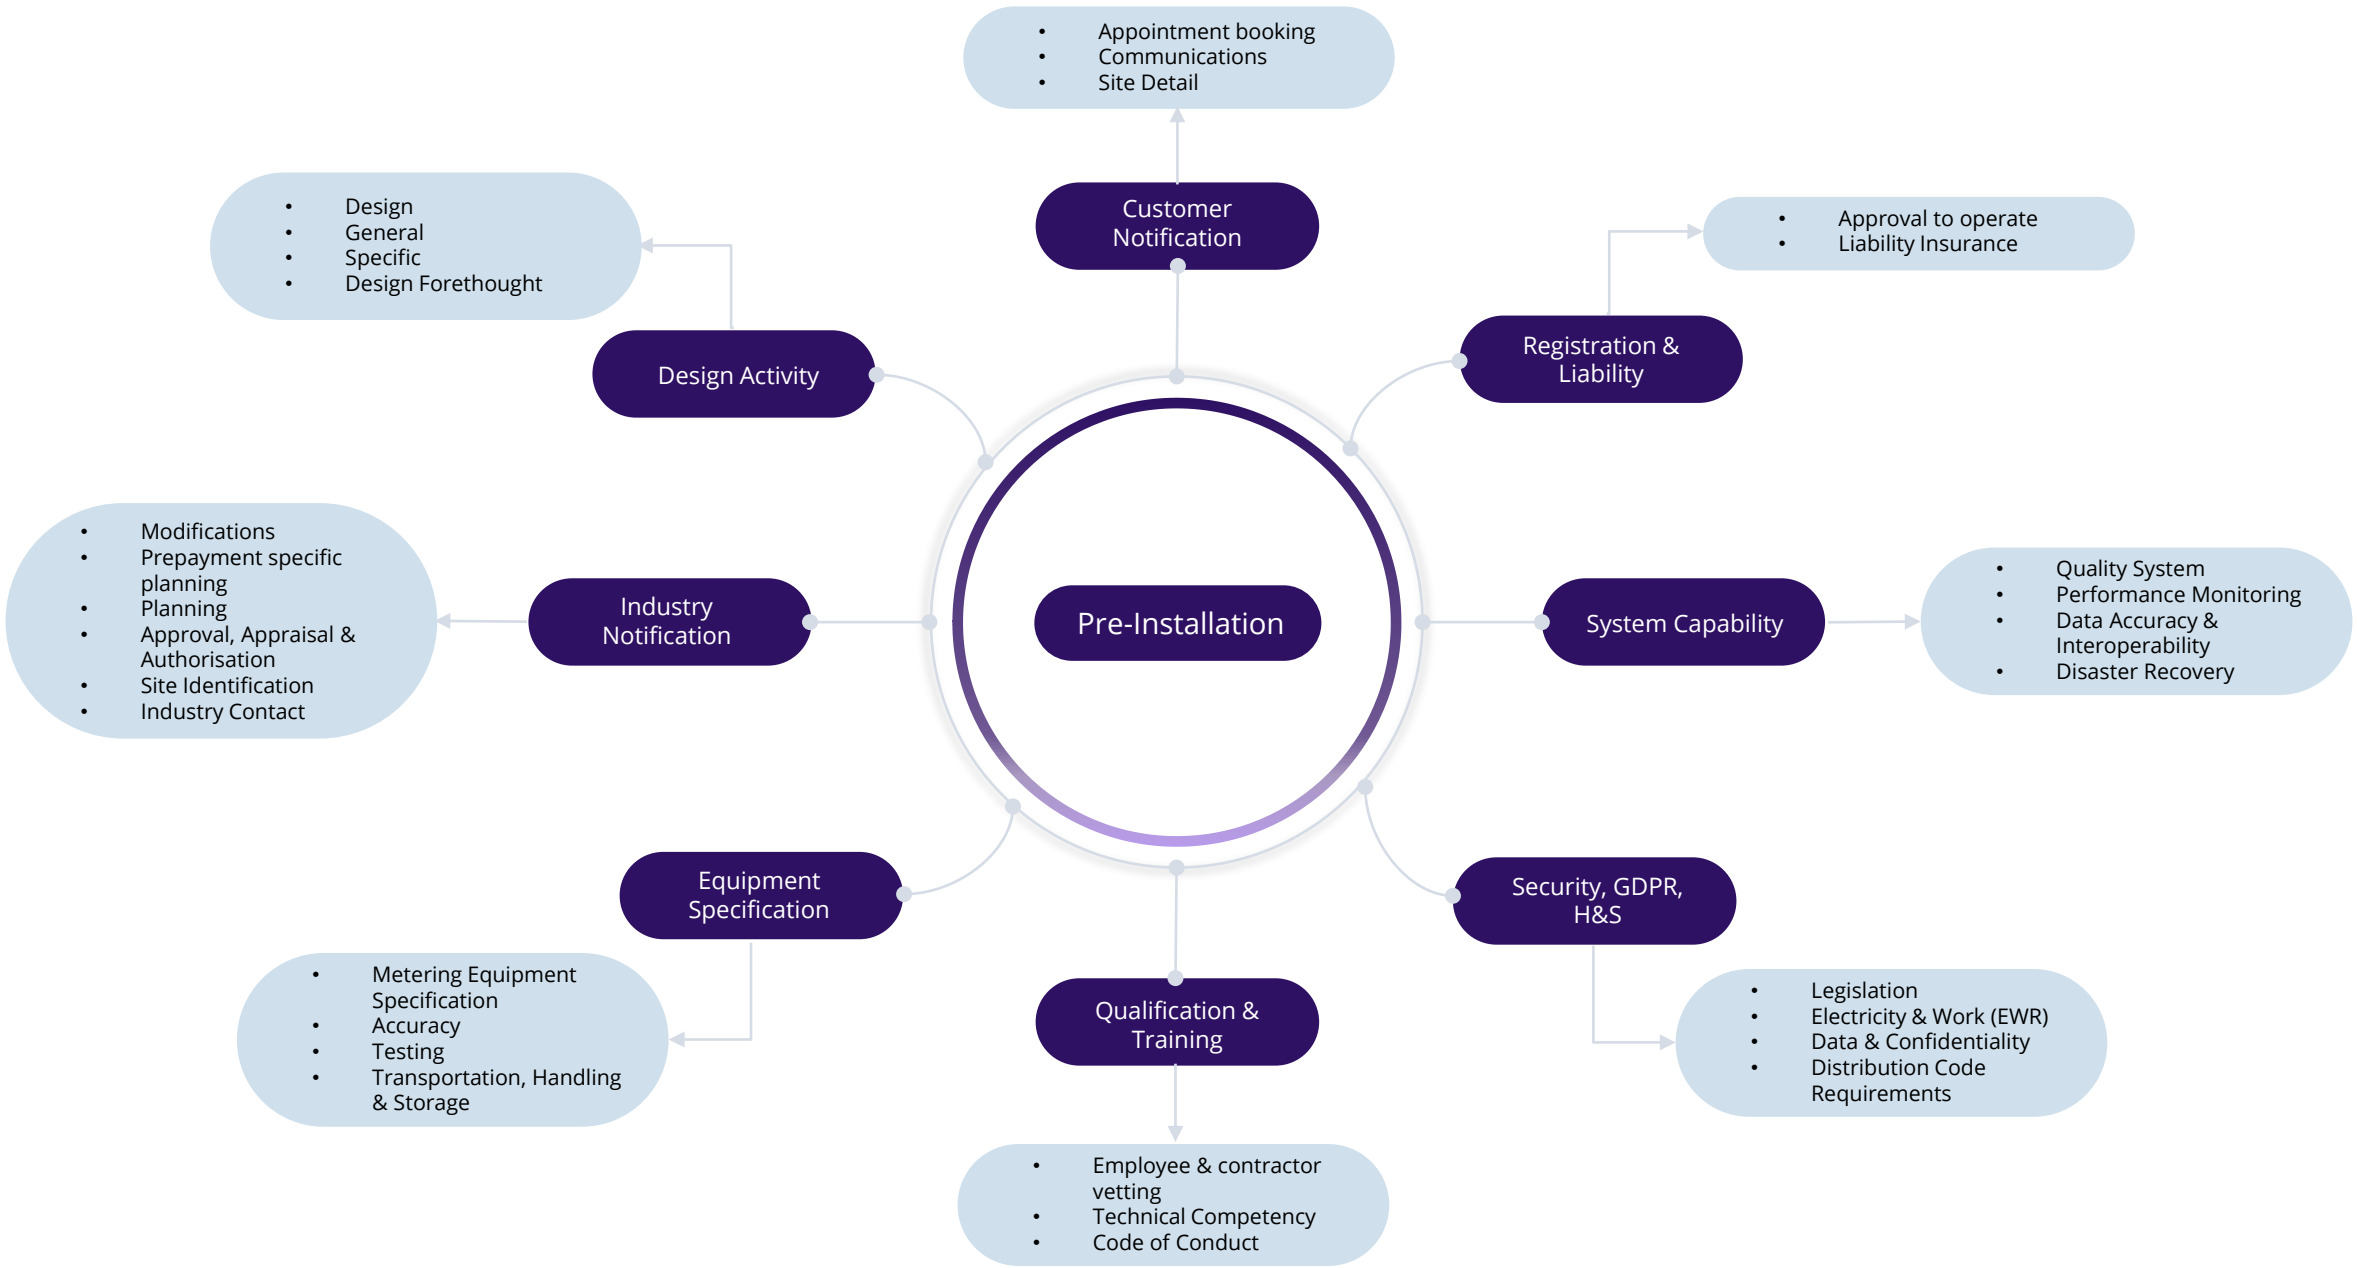 • Appointment booking
• Communications
• Site Detail
Customer
Notification
• Design
• General
• Specific
• Design Forethought
Design Activity
• Approval to operate
• Liability Insurance
Registration &
Liability
• Modifications
• Prepayment specific
planning
• Planning
• Approval, Appraisal &
Authorisation
• Site Identification
• Industry Contact
Industry
Notification
Pre-Installation
System Capability
• Quality System
• Performance Monitoring
• Data Accuracy &
Interoperability
• Disaster Recovery
Equipment
Specification
• Metering Equipment
Specification
• Accuracy
• Testing
• Transportation, Handling
& Storage
Qualification &
Training
• Employee & contractor
vetting
• Technical Competency
• Code of Conduct
Security, GDPR,
H&S
• Legislation
• Electricity & Work (EWR)
• Data & Confidentiality
• Distribution Code
Requirements